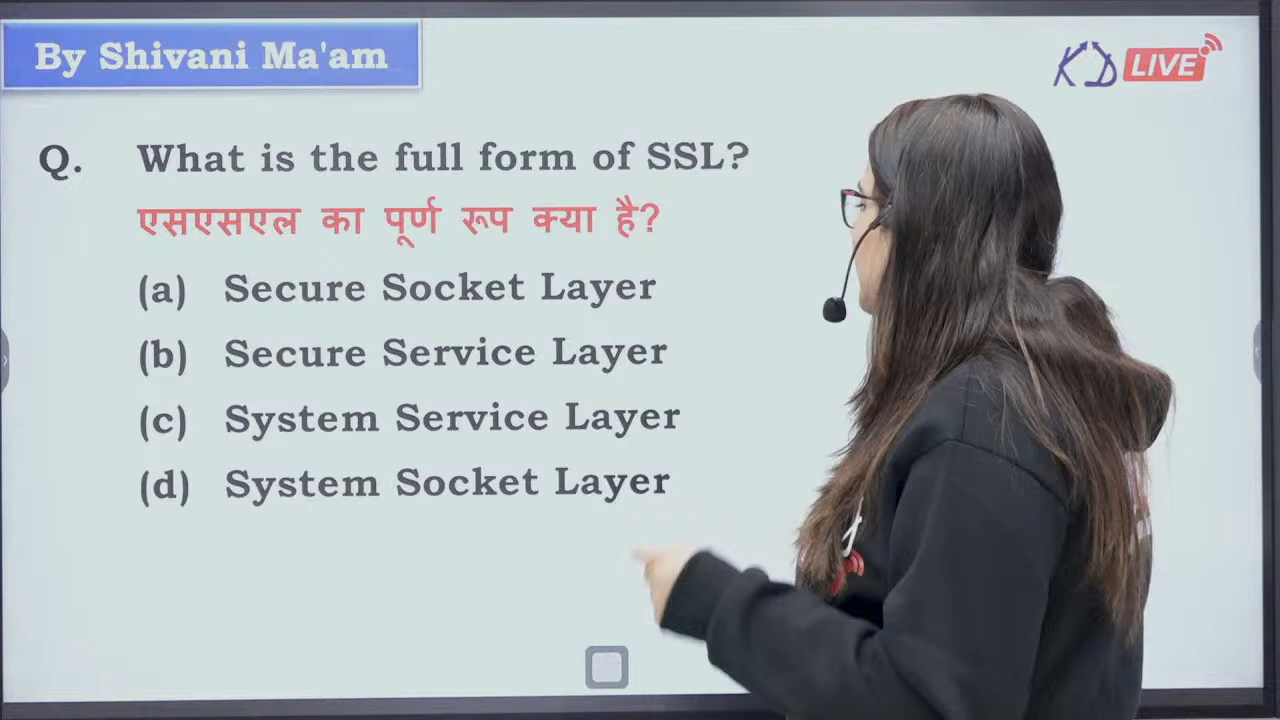 By Shivani Ma'am
KD LIVE
Q. What is the full form of SSL?
एसएसएल का पूर्ण रूप क्या है?
(a) Secure Socket Layer
(b) Secure Service Layer
(c) System Service Layer
(d) System Socket Layer